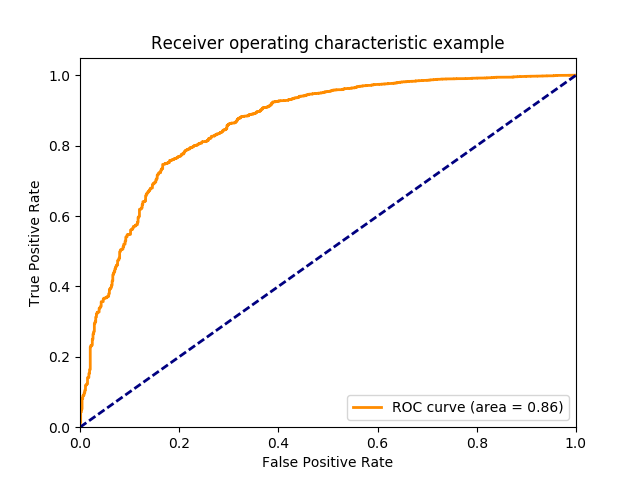 Receiver operating characteristic example
True Positive Rate
1.0
0.8
0.6
0.4
0.2
0.0
ROC curve (area = 0.86)
0.0 0.2 0.4 0.6 0.8 1.0
False Positive Rate